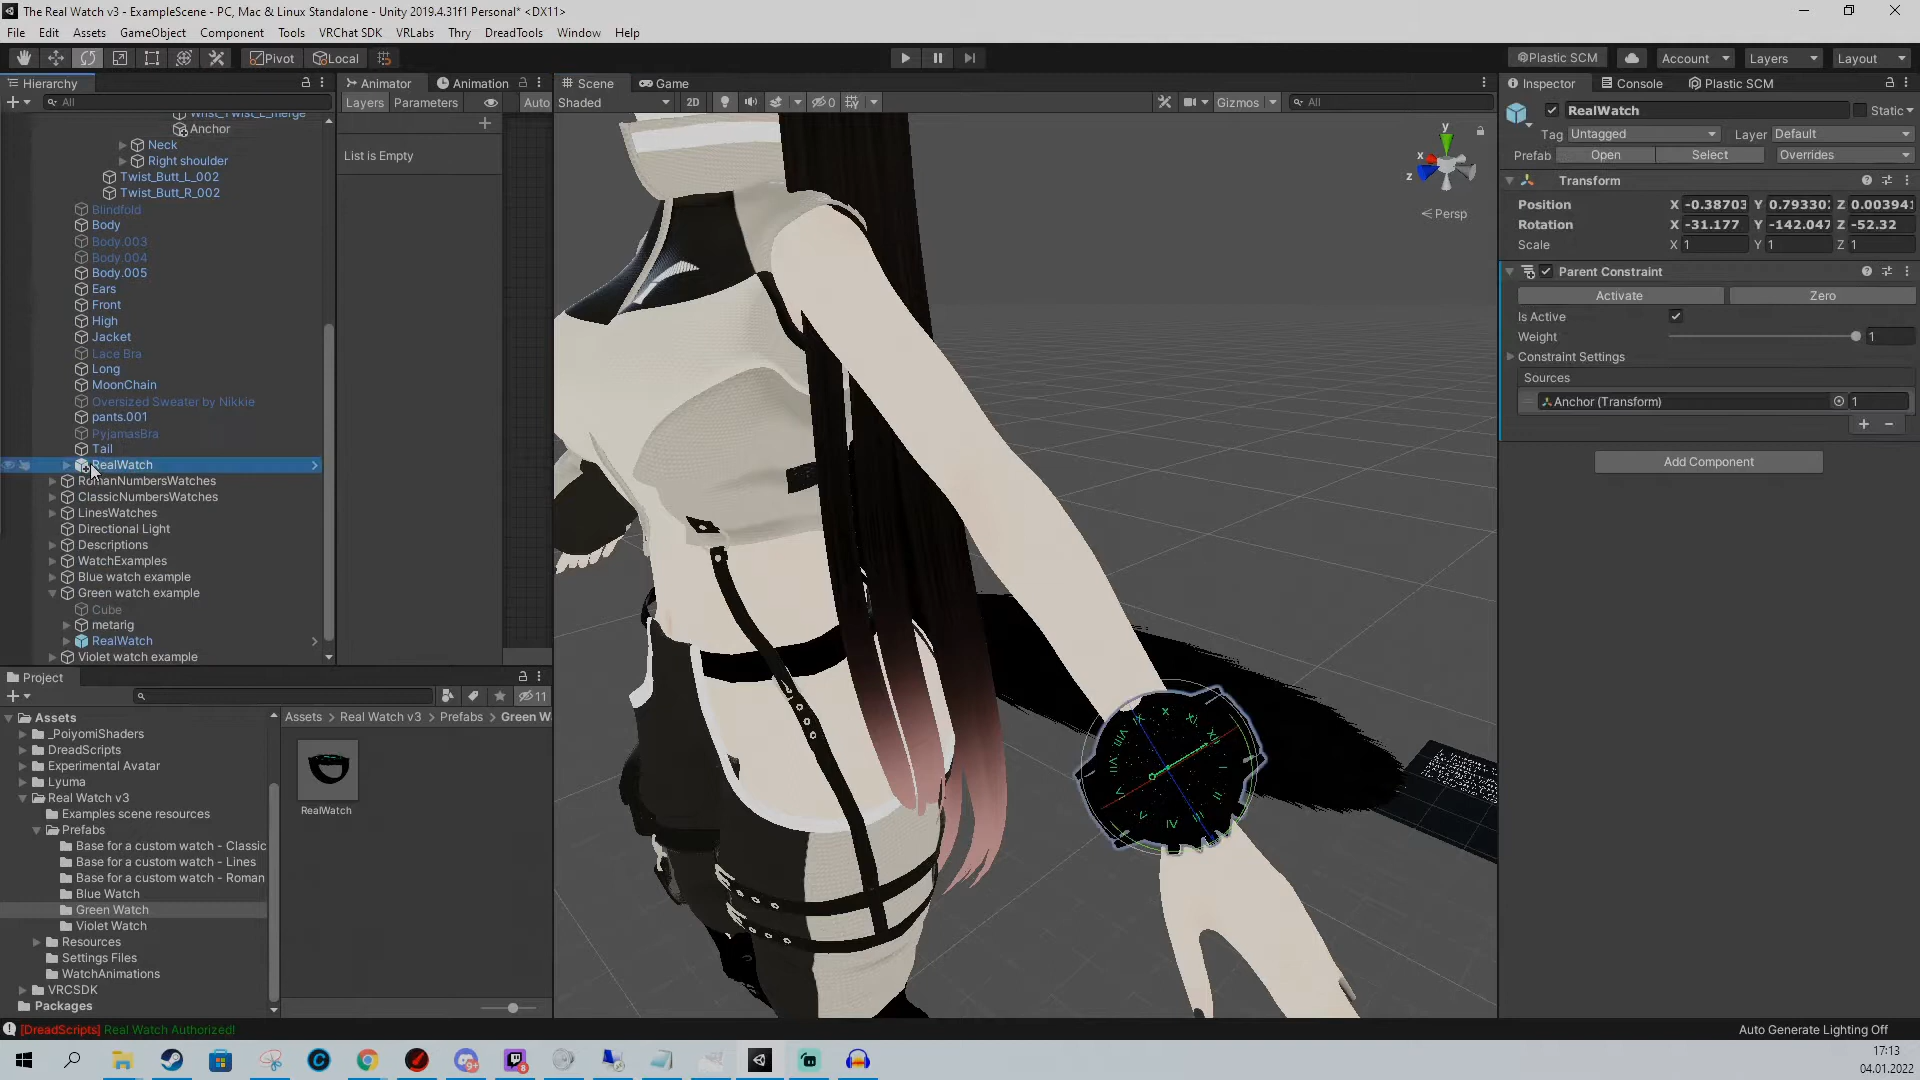 The Real Watch v3 - ExampleScene - PC, Mac & Linux Standalone - Unity 2019.4.31f1 Personal* <DX11>
File Edit Assets GameObject Component Tools VRChat SDK VRLabs Thry DreadTools Window Help
Pivot Local Plastic SCM Account Layers Layout
Hierarchy Animator Animation Scene Game Inspector Console Plastic SCM
All Layers Parameters Auto Shaded 2D 0 Gizmos All
RealWatch Static
Wrist_Twist_L_merge
Anchor
Tag Untagged Layer Default
Neck
List is Empty
Prefab Open Select Overrides
Right shoulder
Twist_Butt_L_002
Transform
Twist_Butt_R_002
Position X -0.38703 Y 0.79330 Z 0.003941
Blindfold
Persp
Body
Rotation X -31.177 Y -142.047 Z -52.32
Body.003
Scale X 1 Y 1 Z 1
Body.004
Body.005
Parent Constraint
Ears
Activate Zero
Front
Is Active
High
Weight 1
Jacket
Constraint Settings
Lace Bra
Long
Sources
MoonChain
Oversized Sweater by Nikkie
Anchor (Transform) 1
pants.001
PyjamasBra
Tail
RealWatch
Add Component
RomanNumbersWatches
ClassicNumbersWatches
LinesWatches
Directional Light
Descriptions
WatchExamples
Blue watch example
Green watch example
Cube
metarig
RealWatch
Violet watch example
Project
11
Assets
Assets > Real Watch v3 > Prefabs > Green W
_PoiyomiShaders
DreadScripts
Experimental Avatar
Lyuma
Real Watch v3
Examples scene resources
RealWatch
Prefabs
Base for a custom watch - Classic
Base for a custom watch - Lines
Base for a custom watch - Roman
Blue Watch
Green Watch
Violet Watch
Resources
Settings Files
WatchAnimations
VRCSDK
Packages
[DreadScripts] Real Watch Authorized!
Auto Generate Lighting Off
17:13
04.01.2022